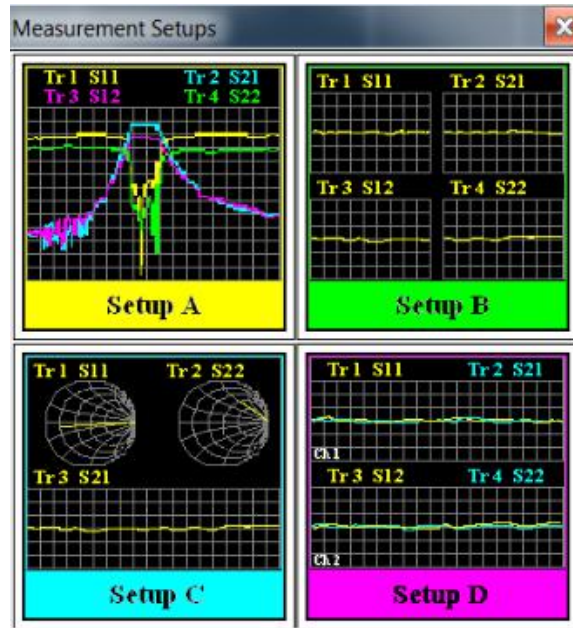 Measurement Setups
Tr 1 S11 Tr 2 S21
Tr 3 S12 Tr 4 S22
Setup A
Tr 1 S11 Tr 2 S21
Tr 3 S12 Tr 4 S22
Setup B
Tr 1 S11 Tr 2 S22
Tr 3 S21
Setup C
Tr 1 S11 Tr 2 S21
Ch 1
Tr 3 S12 Tr 4 S22
Ch 2
Setup D